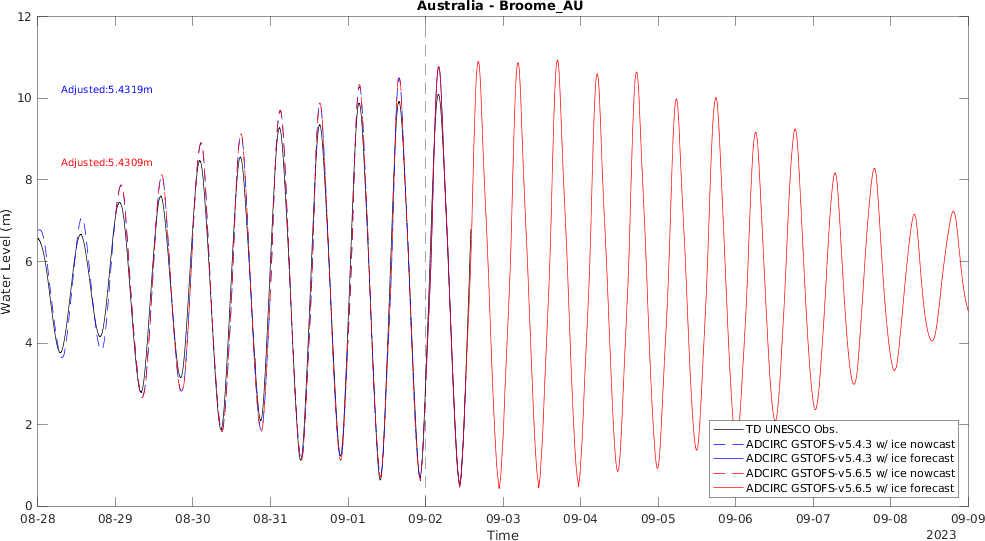 Australia - Broome_AU
12
10
8
6
4
2
0
Water Level (m)
Adjusted:5.4319m
Adjusted:5.4309m
TD UNESCO Obs.
ADCIRC GSTOFS-v5.4.3 w/ ice nowcast
ADCIRC GSTOFS-v5.4.3 w/ ice forecast
ADCIRC GSTOFS-v5.6.5 w/ ice nowcast
ADCIRC GSTOFS-v5.6.5 w/ ice forecast
08-28 08-29 08-30 08-31 09-01 09-02 09-03 09-04 09-05 09-06 09-07 09-08 09-09
Time
2023